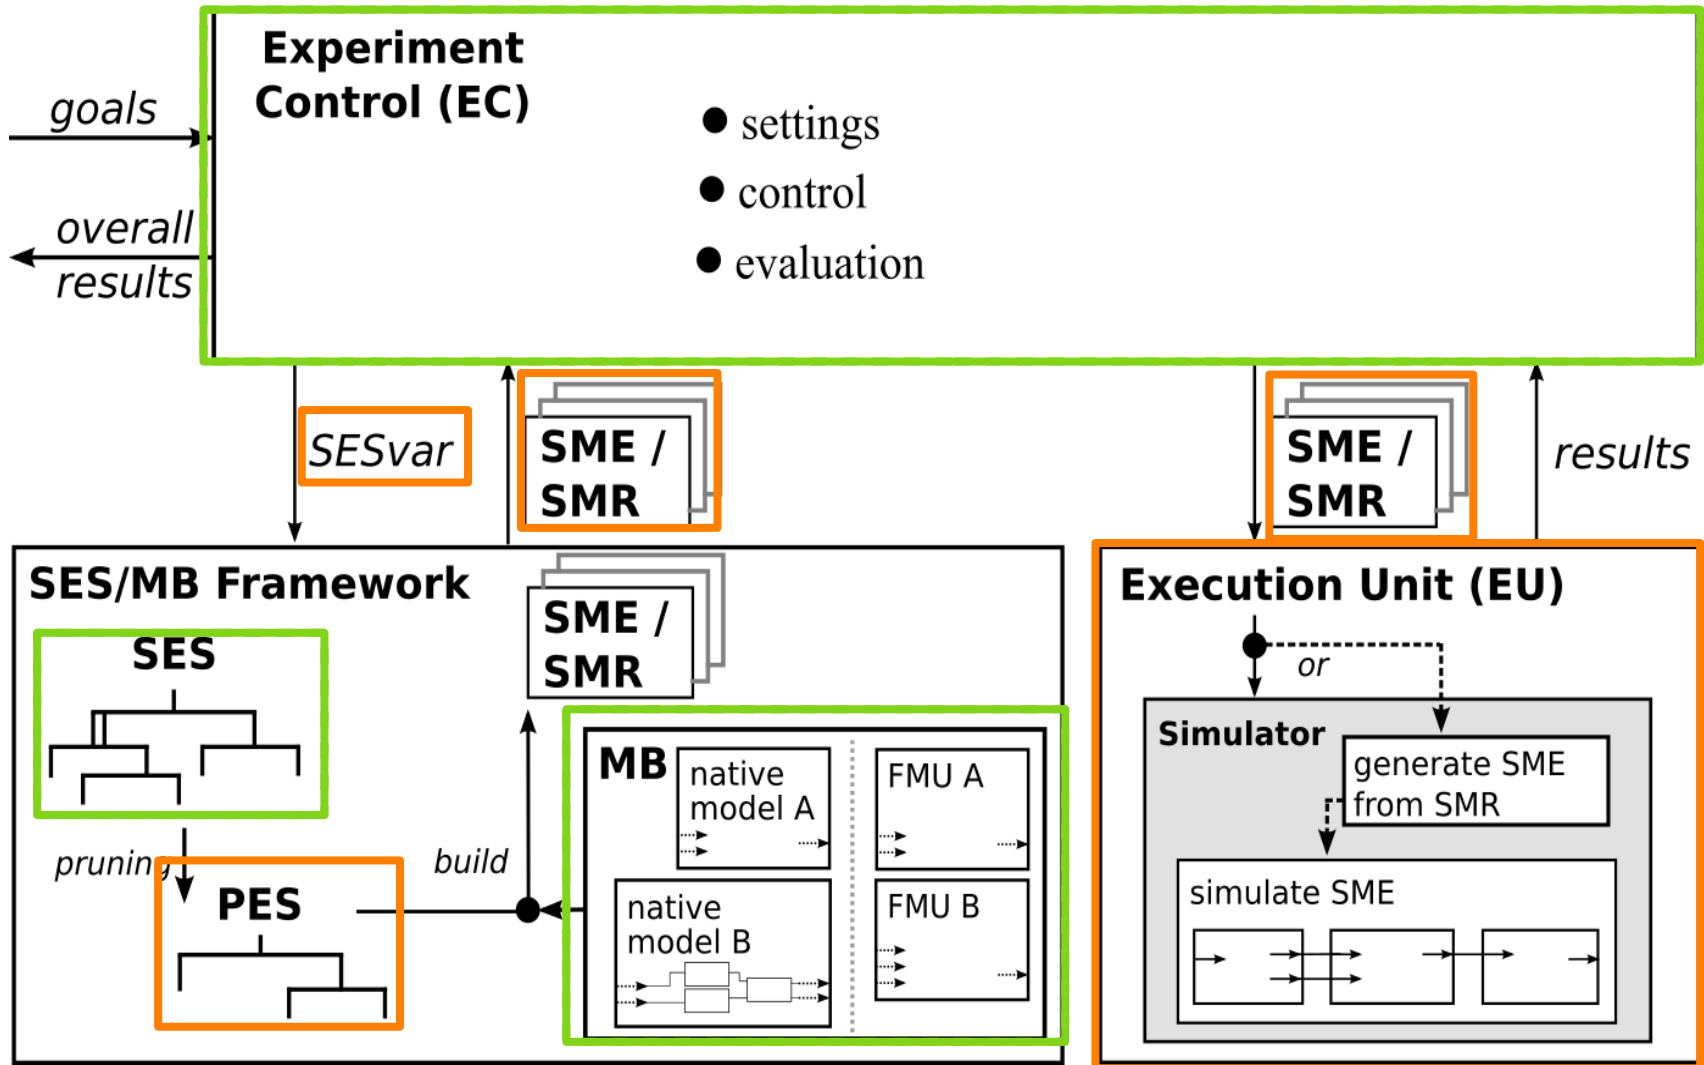 Experiment
Control (EC)
goals
settings
control
overall
results
evaluation
SESvar
SME /
SMR
SME /
SMR
results
SES/MB Framework
SES
SME /
SMR
pruning
PES
build
MB
native
model A
FMU A
native
model B
FMU B
Execution Unit (EU)
or
Simulator
generate SME
from SMR
simulate SME